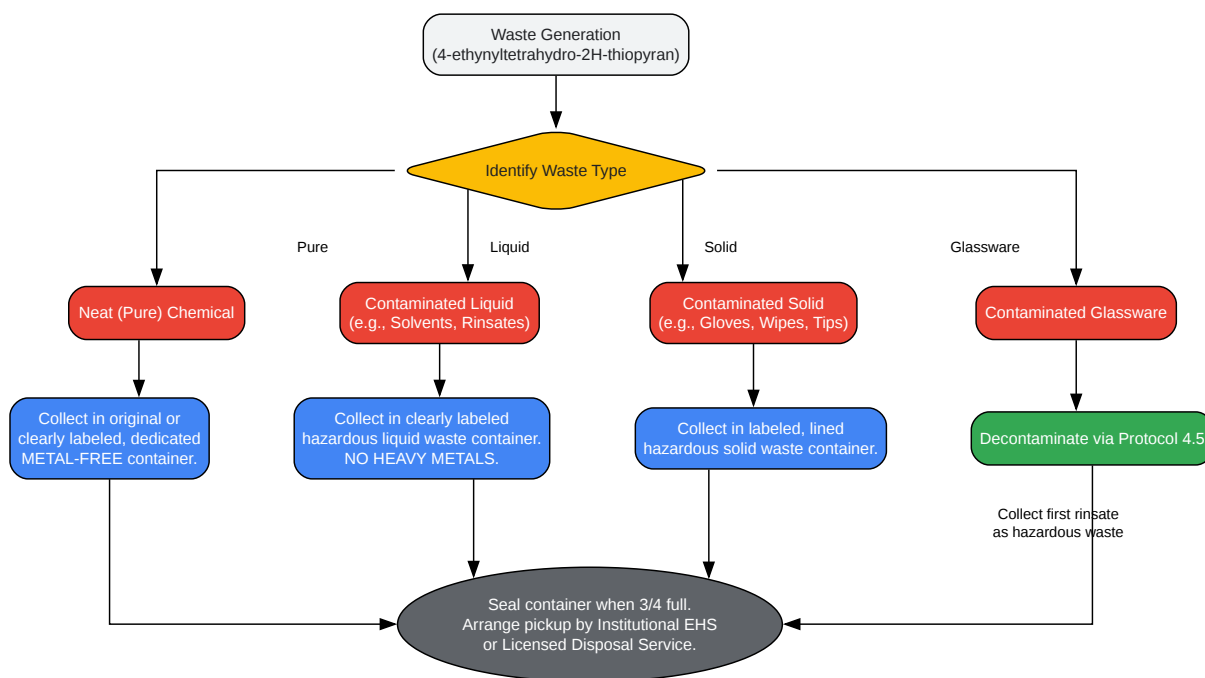 Waste Generation
(4-ethynyltetrahydro-2H-thiopyran)
Identify Waste Type
Pure
Liquid
Solid
Glassware
Neat (Pure) Chemical
Contaminated Liquid
(e.g., Solvents, Rinsates)
Contaminated Solid
(e.g., Gloves, Wipes, Tips)
Contaminated Glassware
Collect in original or
clearly labeled, dedicated
METAL-FREE container.
Collect in clearly labeled
hazardous liquid waste container.
NO HEAVY METALS.
Collect in labeled, lined
hazardous solid waste container.
Decontaminate via Protocol 4.5
Collect first rinsate
as hazardous waste
Seal container when 3/4 full.
Arrange pickup by Institutional EHS
or Licensed Disposal Service.